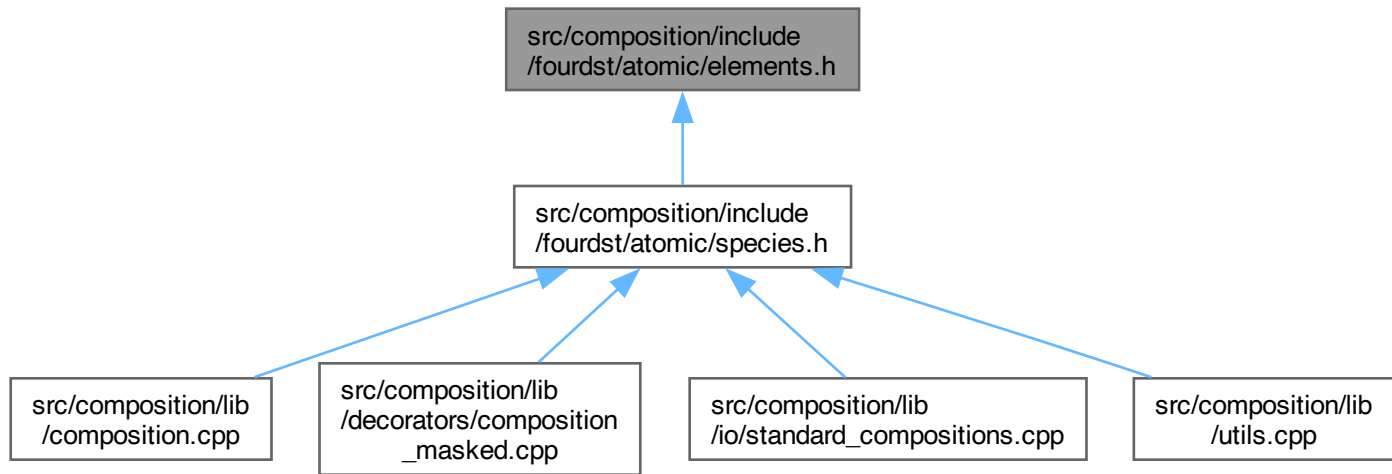 src/composition/include
/fourdst/atomic/elements.h
src/composition/include
/fourdst/atomic/species.h
src/composition/lib
/composition.cpp
src/composition/lib
/decorators/composition
_masked.cpp
src/composition/lib
/io/standard_compositions.cpp
src/composition/lib
/utils.cpp